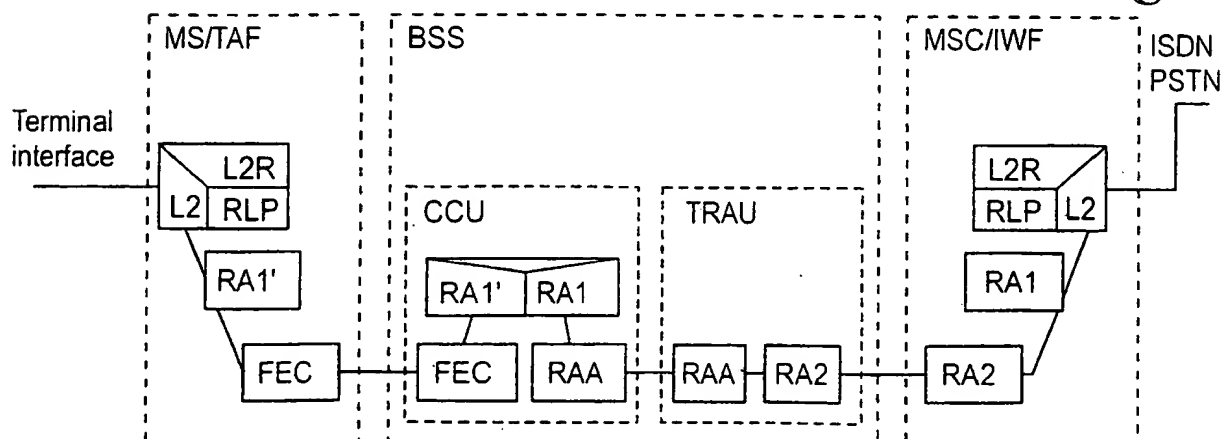 MS/TAF
BSS
MSC/IWF
ISDN
PSTN
Terminal
interface
L2R
L2 RLP
L2R
RLP L2
CCU
TRAU
RA1'
RA1' RA1
RA1
FEC
FEC
RAA
RAA
RA2
RA2